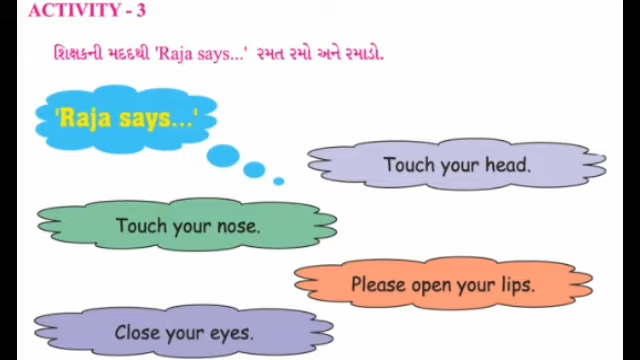 ACTIVITY - 3
શિક્ષકની મદદથી 'Raja says...' રમત રમો અને રમાડો.
'Raja says...'
Touch your head.
Touch your nose.
Please open your lips.
Close your eyes.